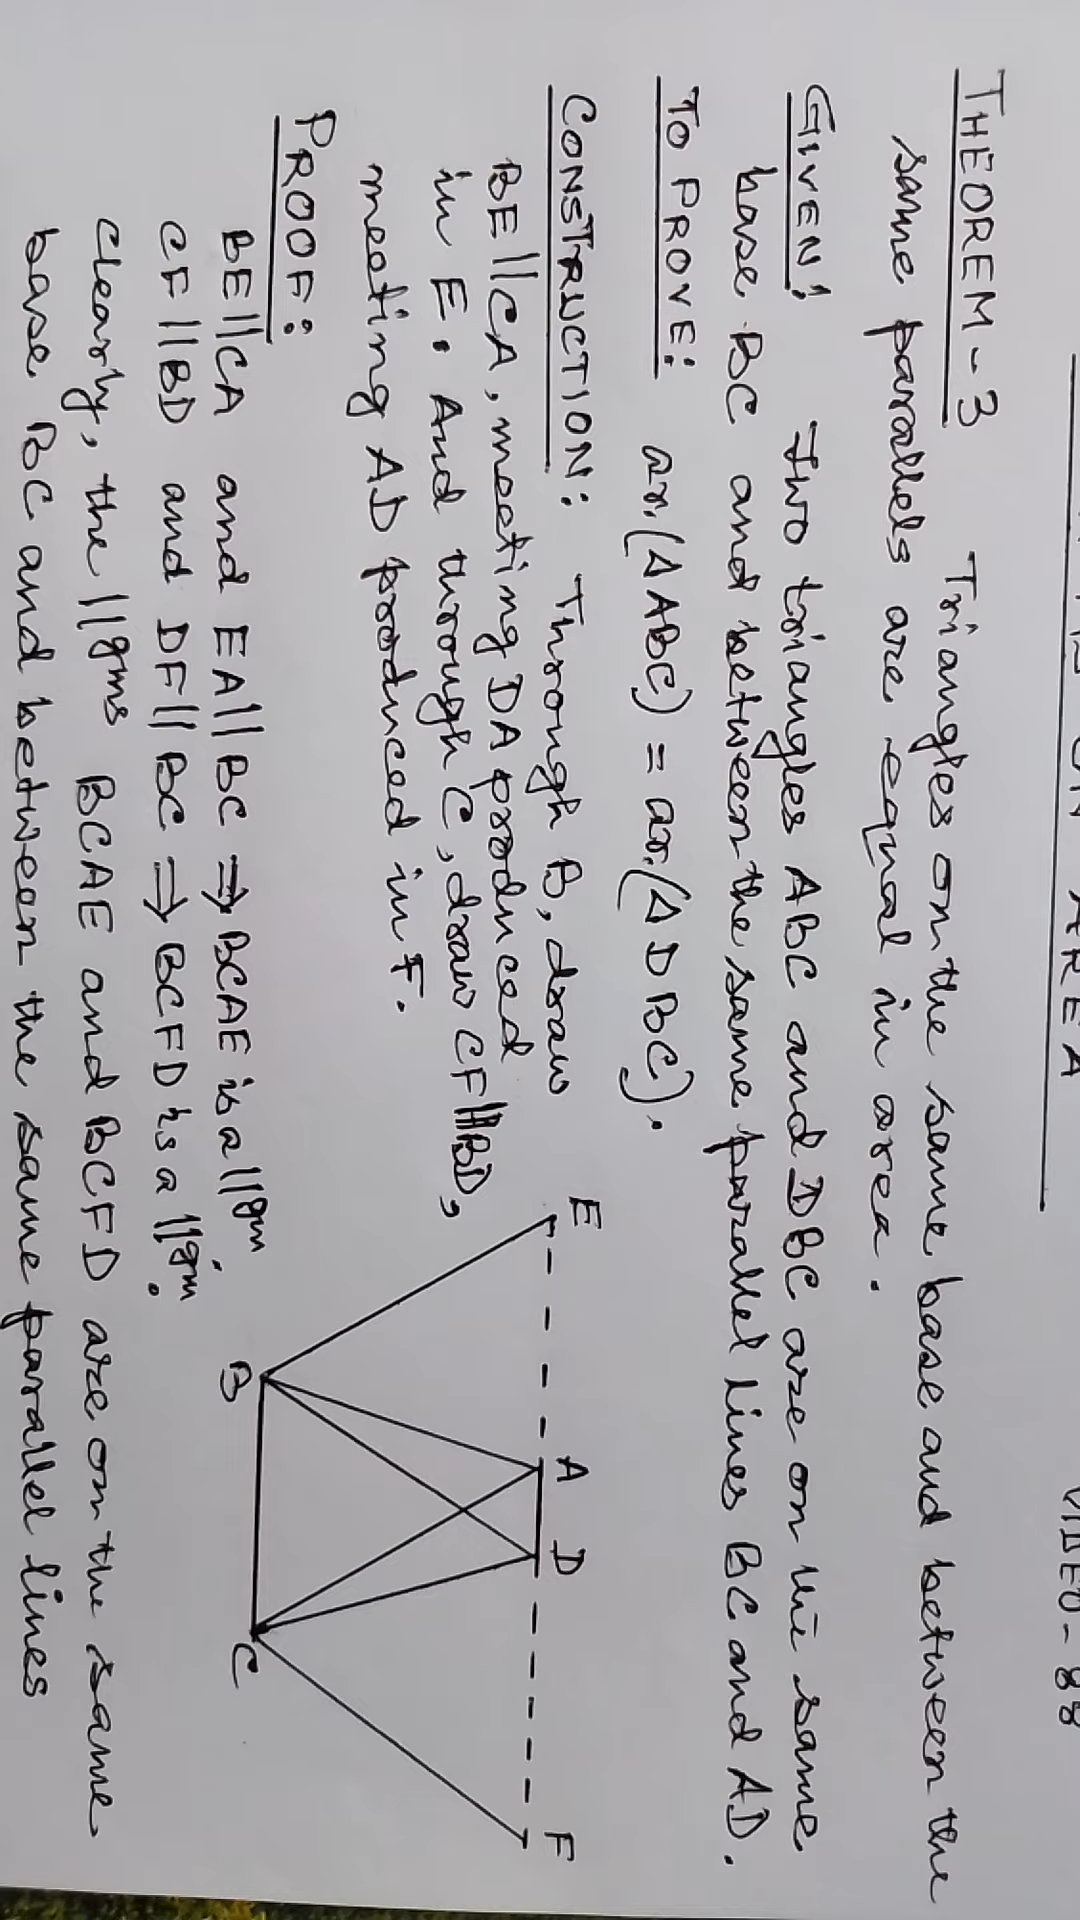 ON AREA
VIDEO-88
THEOREM-3 Triangles on the same base and between the
same parallels are equal in area.
GIVEN: Two triangles ABC and DBC are on the same
base BC and between the same parallel lines BC and AD.
TO PROVE: ar.(Δ ABC) = ar.(Δ DBC).
CONSTRUCTION: Through B, draw
BE||CA, meeting DA produced
in E. And through C, draw CF||BD,
meeting AD produced in F.
E A D F
B C
PROOF:
BE||CA and EA||BC ⇒ BCAE is a ||gm.
CF||BD and DF||BC ⇒ BCFD is a ||gm.
Clearly, the ||gms BCAE and BCFD are on the same
base BC and between the same parallel lines